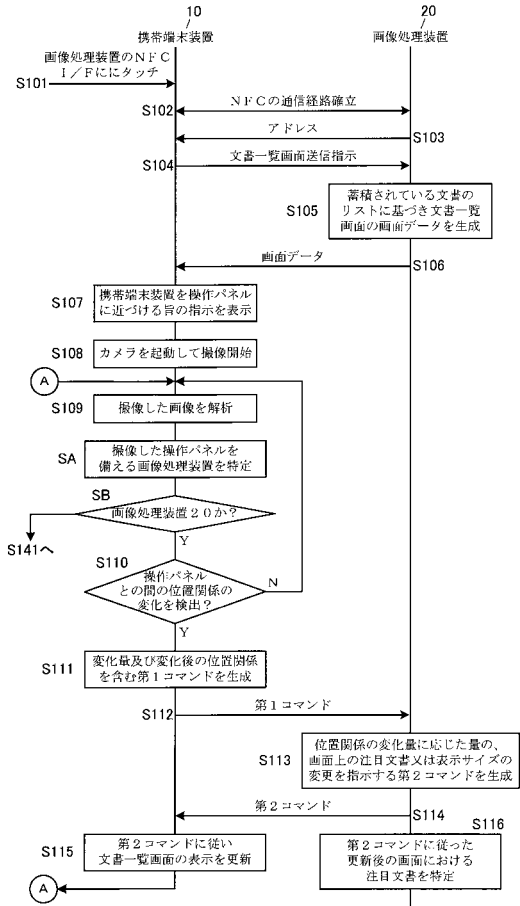 10
20
携帯端末装置
画像処理装置
画像処理装置のNFC
I/Fににタッチ
S101
S102
NFCの通信経路確立
アドレス
S103
S104
文書一覧画面送信指示
S105
蓄積されている文書の
リストに基づき文書一覧
画面の画面データを生成
画面データ
S106
S107
携帯端末装置を操作パネル
に近づける旨の指示を表示
S108
カメラを起動して撮像開始
A
S109
撮像した画像を解析
SA
撮像した操作パネルを
備える画像処理装置を特定
SB
画像処理装置20か?
S141へ
Y
S110
操作パネル
との間の位置関係の
変化を検出?
N
Y
S111
変化量及び変化後の位置関係
を含む第1コマンドを生成
S112
第1コマンド
S113
位置関係の変化量に応じた量の、
画面上の注目文書又は表示サイズの
変更を指示する第2コマンドを生成
第2コマンド
S114
S115
第2コマンドに従い
文書一覧画面の表示を更新
S116
第2コマンドに従った
更新後の画面における
注目文書を特定
A